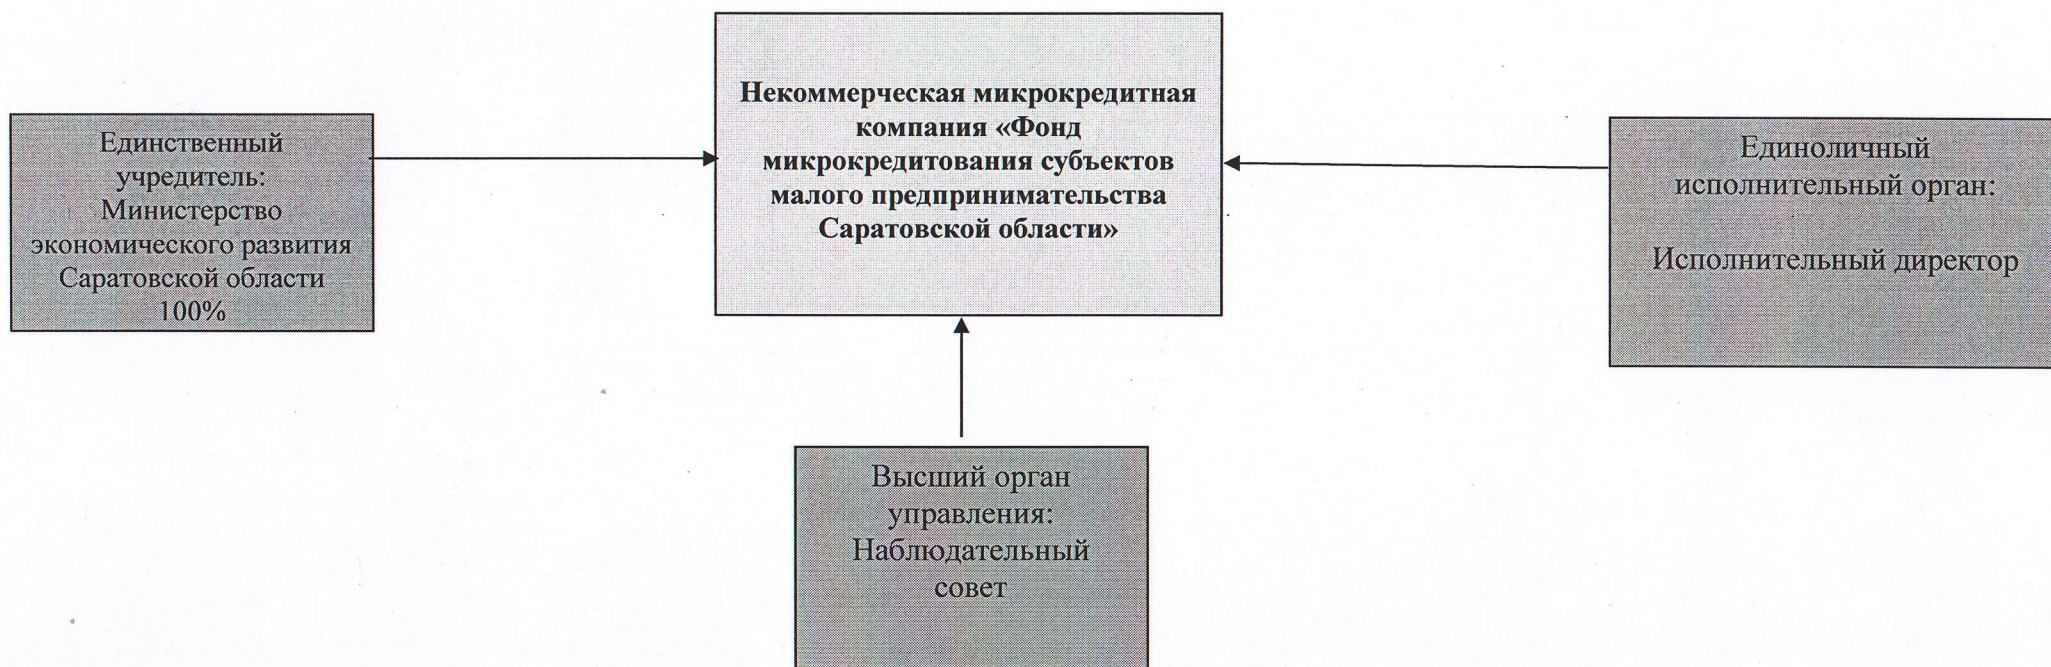 Некоммерческая микрокредитная
компания «Фонд
микрокредитования субъектов
малого предпринимательства
Саратовской области»
Единственный
учредитель:
Министерство
экономического развития
Саратовской области
100%
Единоличный
исполнительный орган:
Исполнительный директор
Высший орган
управления:
Наблюдательный
совет